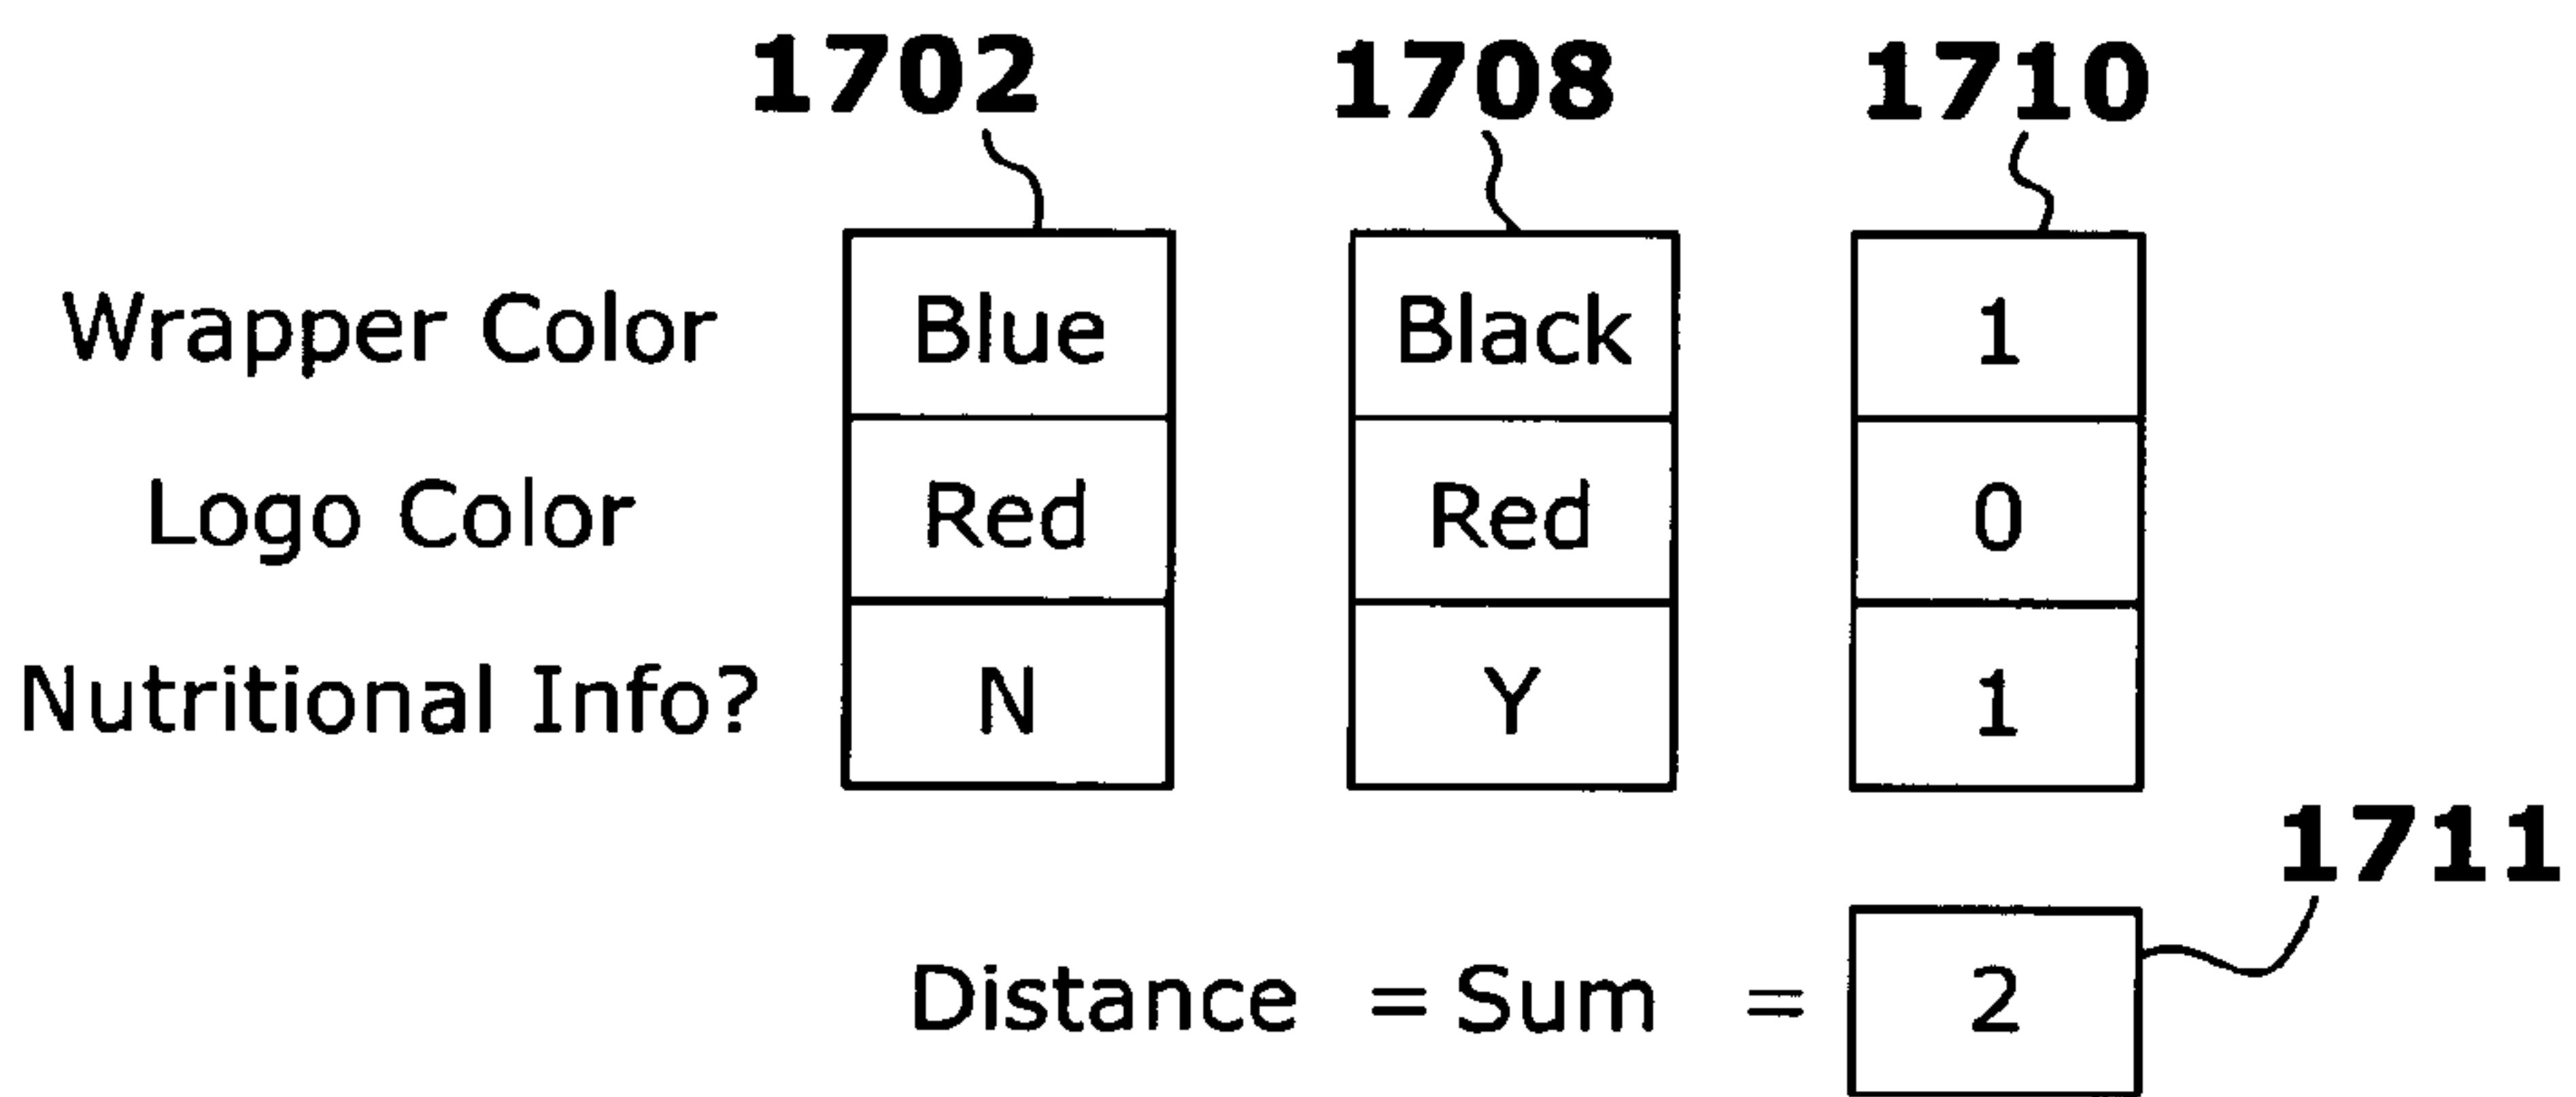 1702 1708 1710
Wrapper Color Blue Black 1
Logo Color Red Red 0
Nutritional Info? N Y 1
1711
Distance = Sum = 2